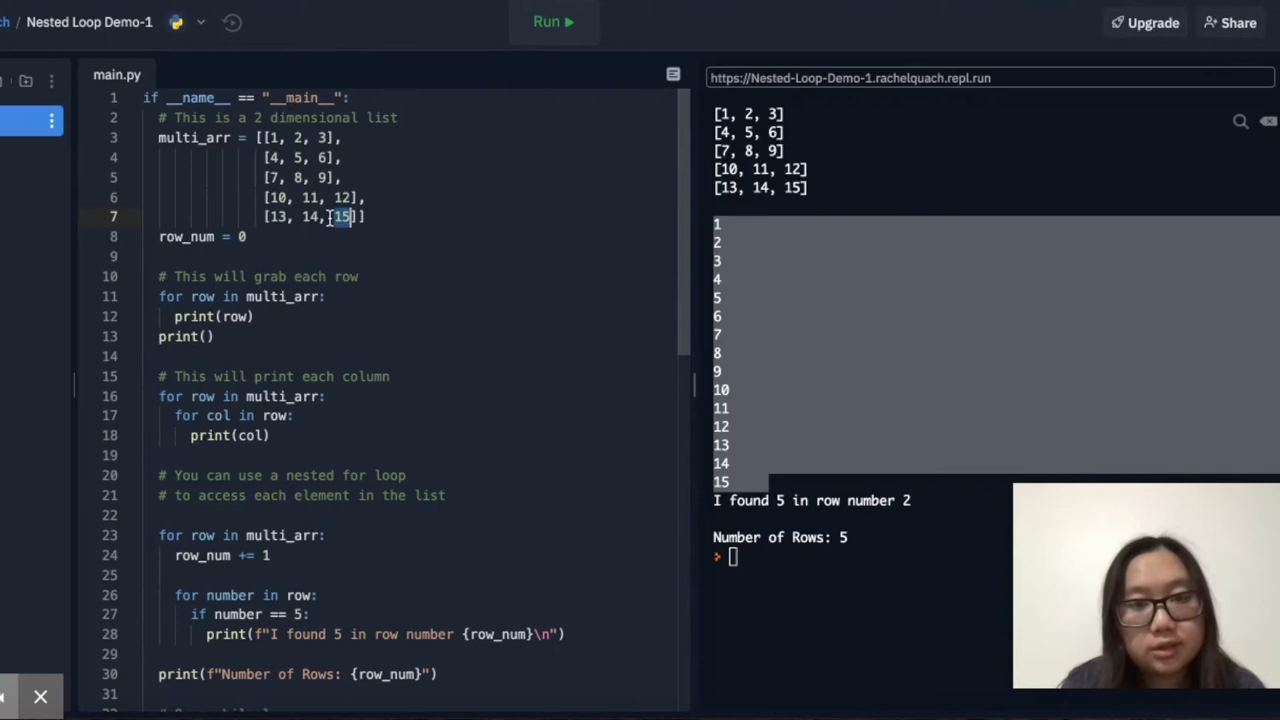 ch / Nested Loop Demo-1
Run
Upgrade
Share
main.py
1 if __name__ == "__main__":
2 # This is a 2 dimensional list
3 multi_arr = [[1, 2, 3],
4 [4, 5, 6],
5 [7, 8, 9],
6 [10, 11, 12],
7 [13, 14, 15]]
8 row_num = 0
9
10 # This will grab each row
11 for row in multi_arr:
12 print(row)
13 print()
14
15 # This will print each column
16 for row in multi_arr:
17 for col in row:
18 print(col)
19
20 # You can use a nested for loop
21 # to access each element in the list
22
23 for row in multi_arr:
24 row_num += 1
25
26 for number in row:
27 if number == 5:
28 print(f"I found 5 in row number {row_num}\n")
29
30 print(f"Number of Rows: {row_num}")
31
https://Nested-Loop-Demo-1.rachelquach.repl.run
[1, 2, 3]
[4, 5, 6]
[7, 8, 9]
[10, 11, 12]
[13, 14, 15]
1
2
3
4
5
6
7
8
9
10
11
12
13
14
15
I found 5 in row number 2
Number of Rows: 5